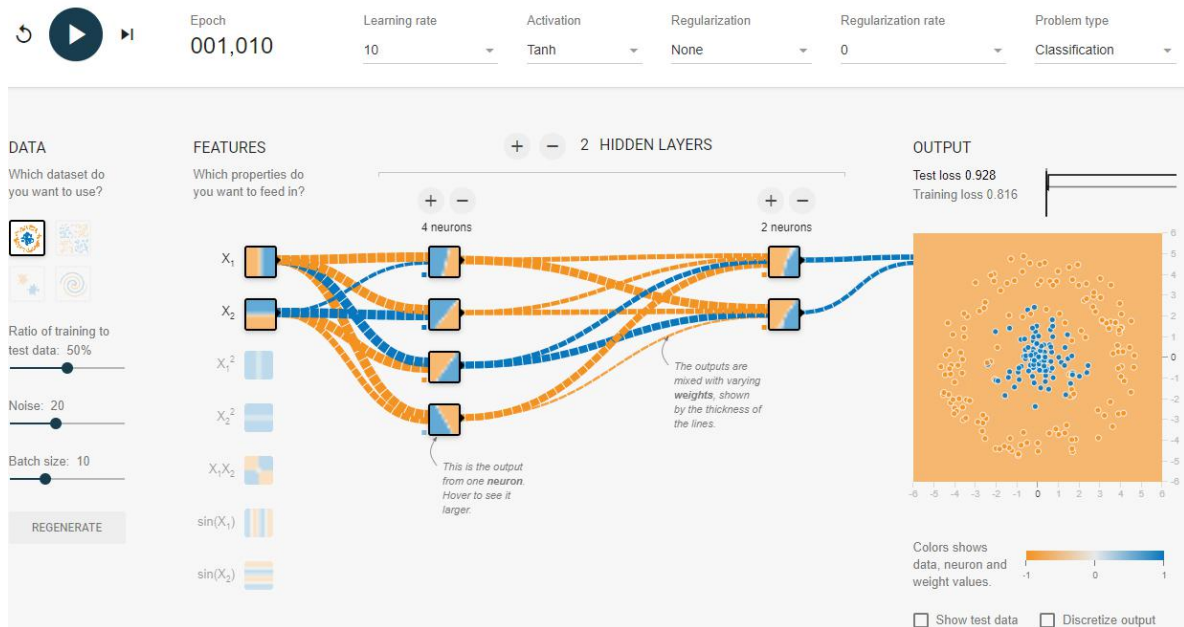 Epoch
001,010
Learning rate
10
Activation
Tanh
Regularization
None
Regularization rate
0
Problem type
Classification
DATA
Which dataset do
you want to use?
Ratio of training to
test data: 50%
Noise: 20
Batch size: 10
REGENERATE
FEATURES
Which properties do
you want to feed in?
X₁
X₂
X₁²
X₂²
X₁X₂
sin(X₁)
sin(X₂)
+ − 2 HIDDEN LAYERS
+ −
4 neurons
+ −
2 neurons
This is the output
from one neuron.
Hover to see it
larger.
The outputs are
mixed with varying
weights, shown
by the thickness of
the lines.
OUTPUT
Test loss 0.928
Training loss 0.816
6
5
4
3
2
1
0
-1
-2
-3
-4
-5
-6
-6 -5 -4 -3 -2 -1 0 1 2 3 4 5 6
Colors shows
data, neuron and
weight values.
-1 0 1
Show test data Discretize output